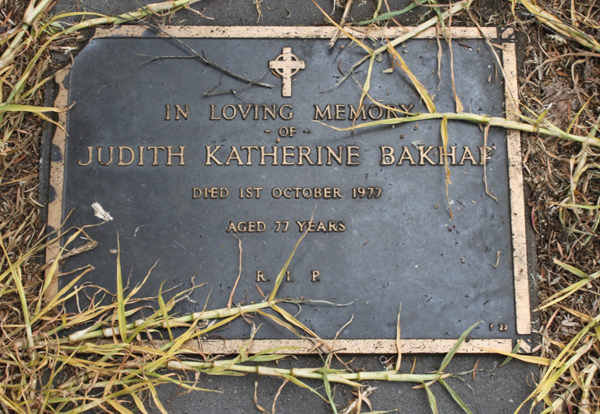 IN LOVING MEMORY
- OF -
JUDITH KATHERINE BAKHAP
DIED 1ST OCTOBER 1977
AGED 77 YEARS
R. I. P.